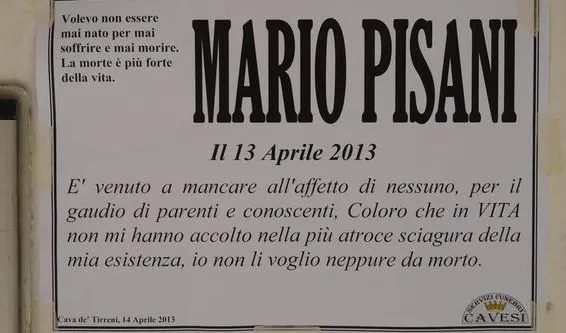 Volevo non essere
mai nato per mai
soffrire e mai morire.
La morte è più forte
della vita.
MARIO PISANI
Il 13 Aprile 2013
E' venuto a mancare all'affetto di nessuno, per il
gaudio di parenti e conoscenti, Coloro che in VITA
non mi hanno accolto nella più atroce sciagura della
mia esistenza, io non li voglio neppure da morto.
Cava de' Tirreni, 14 Aprile 2013
SERVIZI FUNEBRI
CAVESI